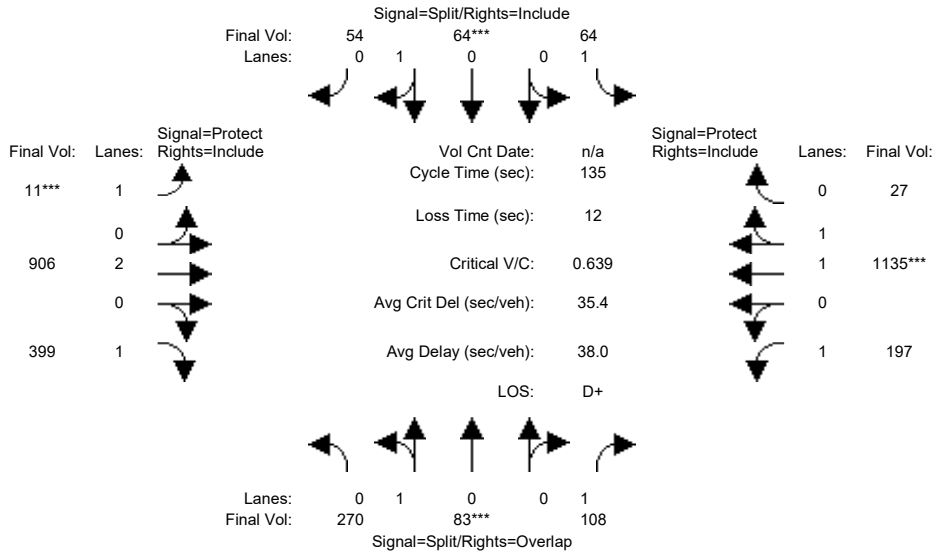 Signal=Split/Rights=Include
Final Vol: 54 64*** 64
Lanes: 0 1 0 0 1
Signal=Protect
Final Vol: Lanes: Rights=Include
Vol Cnt Date: n/a
Signal=Protect
Rights=Include Lanes: Final Vol:
Cycle Time (sec): 135
11*** 1
0 27
Loss Time (sec): 12
0
1
906 2
Critical V/C: 0.639
1 1135***
0
Avg Crit Del (sec/veh): 35.4
0
399 1
Avg Delay (sec/veh): 38.0
1 197
LOS: D+
Lanes: 0 1 0 0 1
Final Vol: 270 83*** 108
Signal=Split/Rights=Overlap